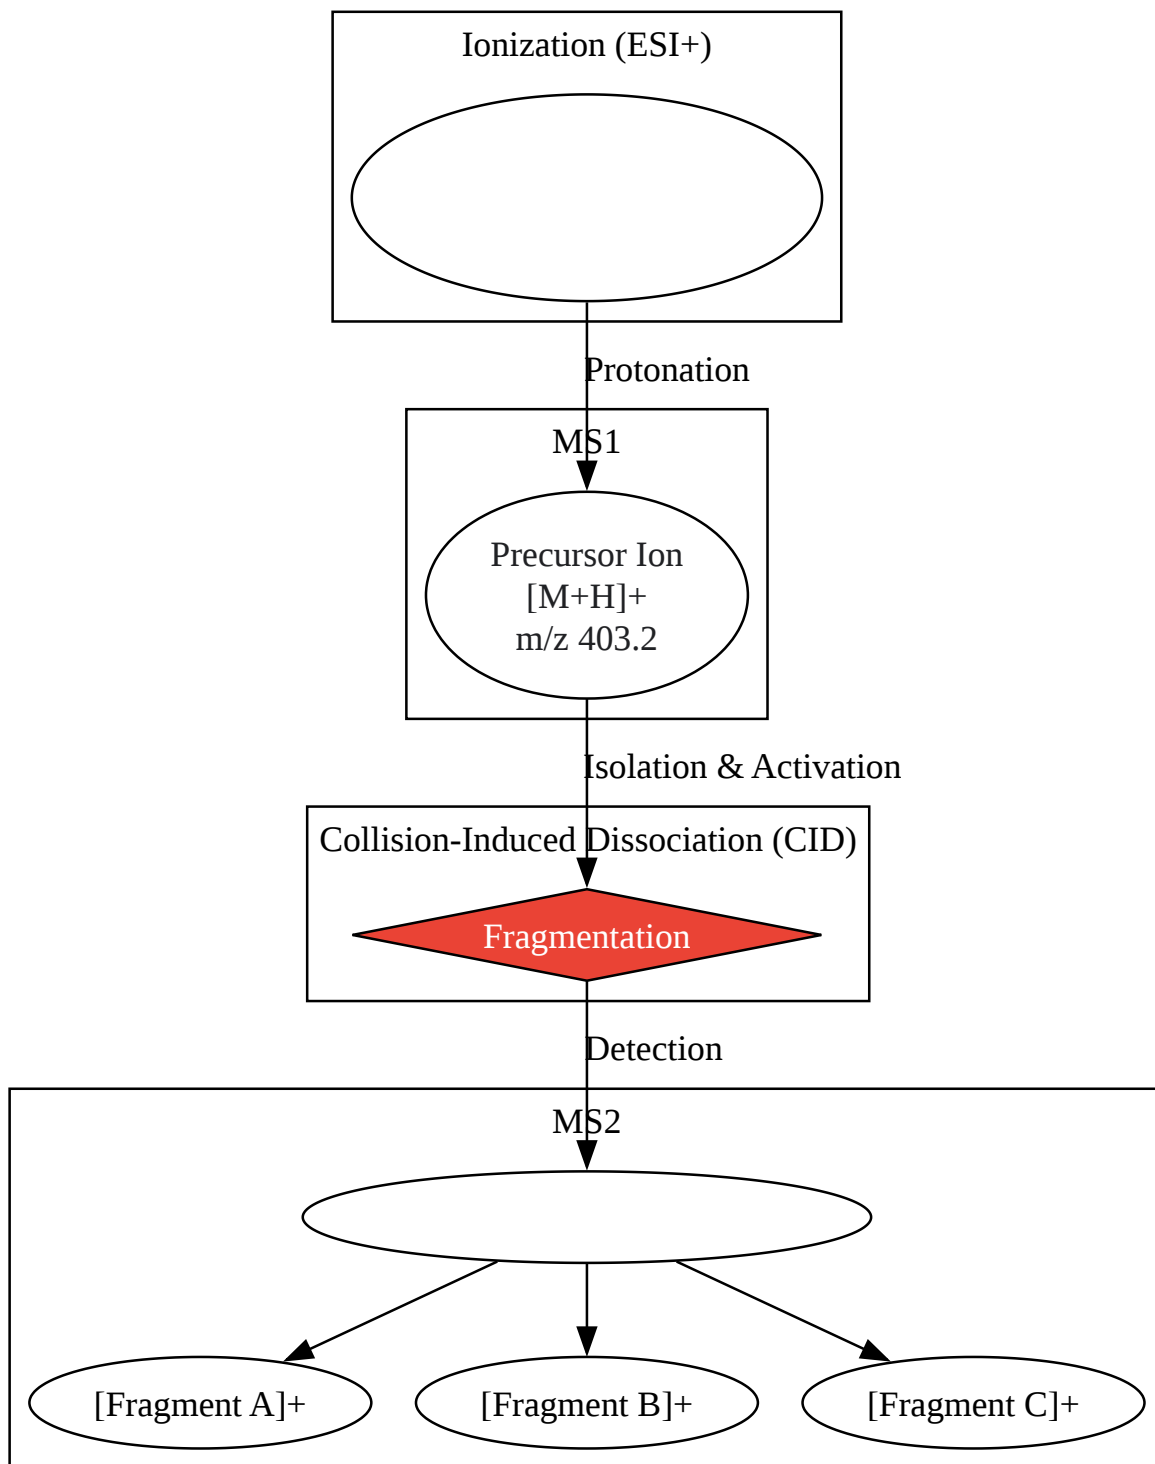 Ionization (ESI+)
Protonation
MS1
Precursor Ion
[M+H]+
m/z 403.2
Isolation & Activation
Collision-Induced Dissociation (CID)
Fragmentation
Detection
MS2
[Fragment A]+
[Fragment B]+
[Fragment C]+